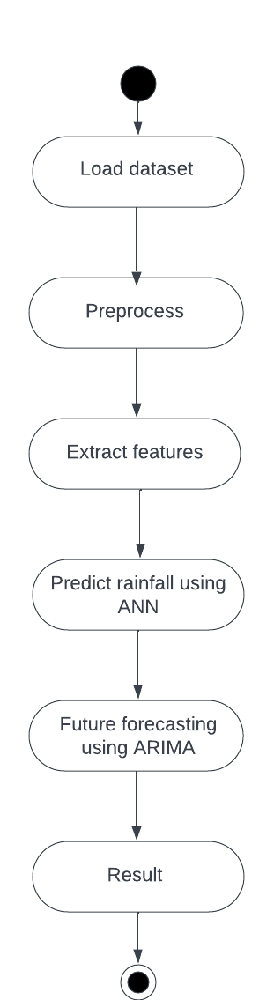 Load dataset
Preprocess
Extract features
Predict rainfall using
ANN
Future forecasting
using ARIMA
Result